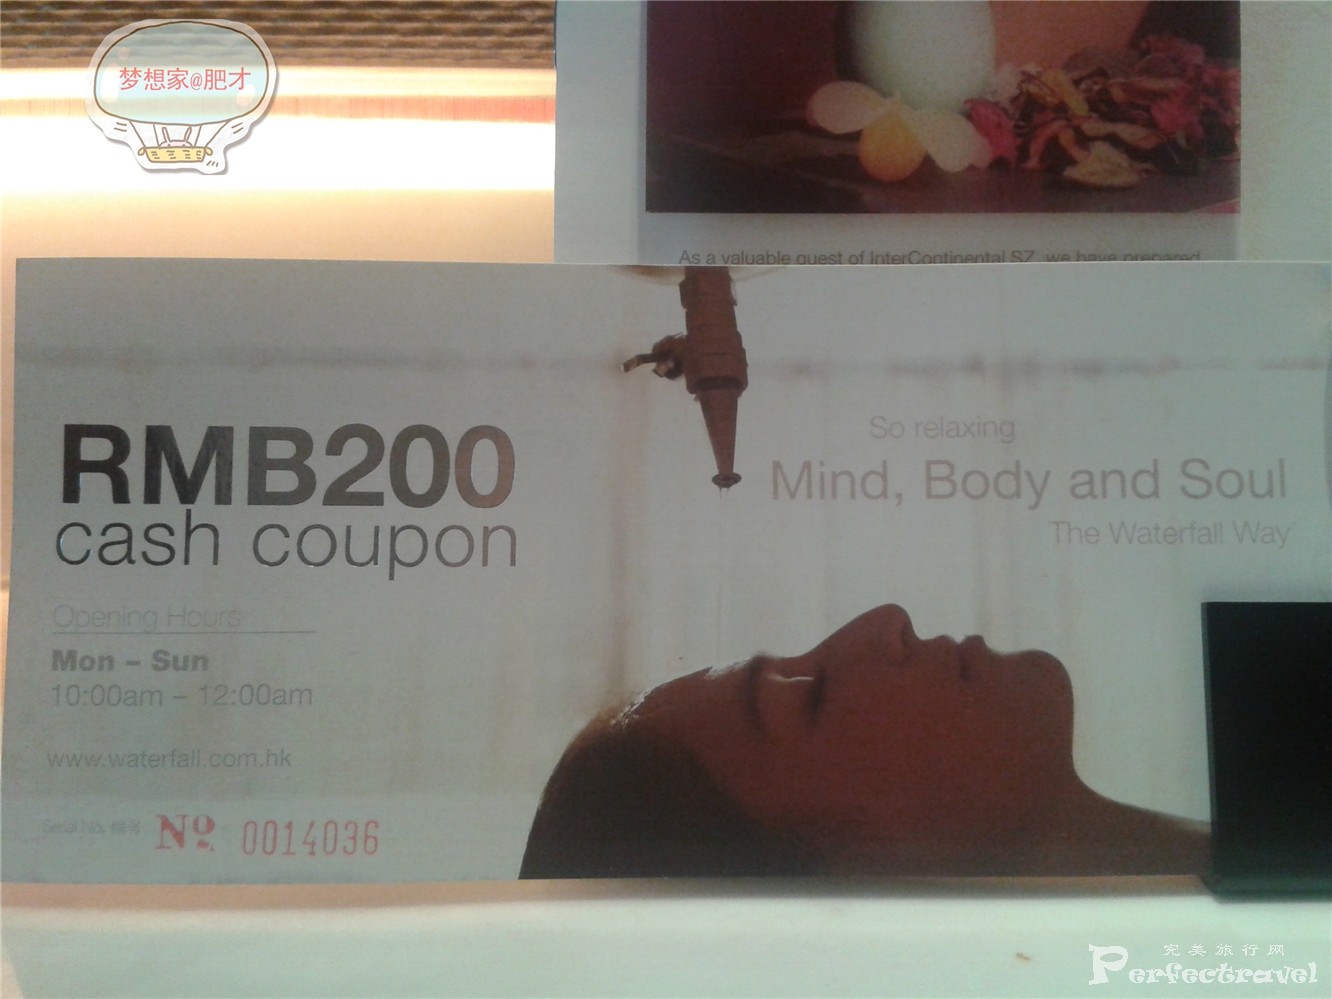 梦想家@肥才
As a valuable guest of InterContinental SZ, we have prepared
RMB200
cash coupon
So relaxing
Mind, Body and Soul
The Waterfall Way
Opening Hours
Mon – Sun
10:00am – 12:00am
www.waterfall.com.hk
Serial No. 编号 Nº 0014036
完美旅行网
Perfectravel